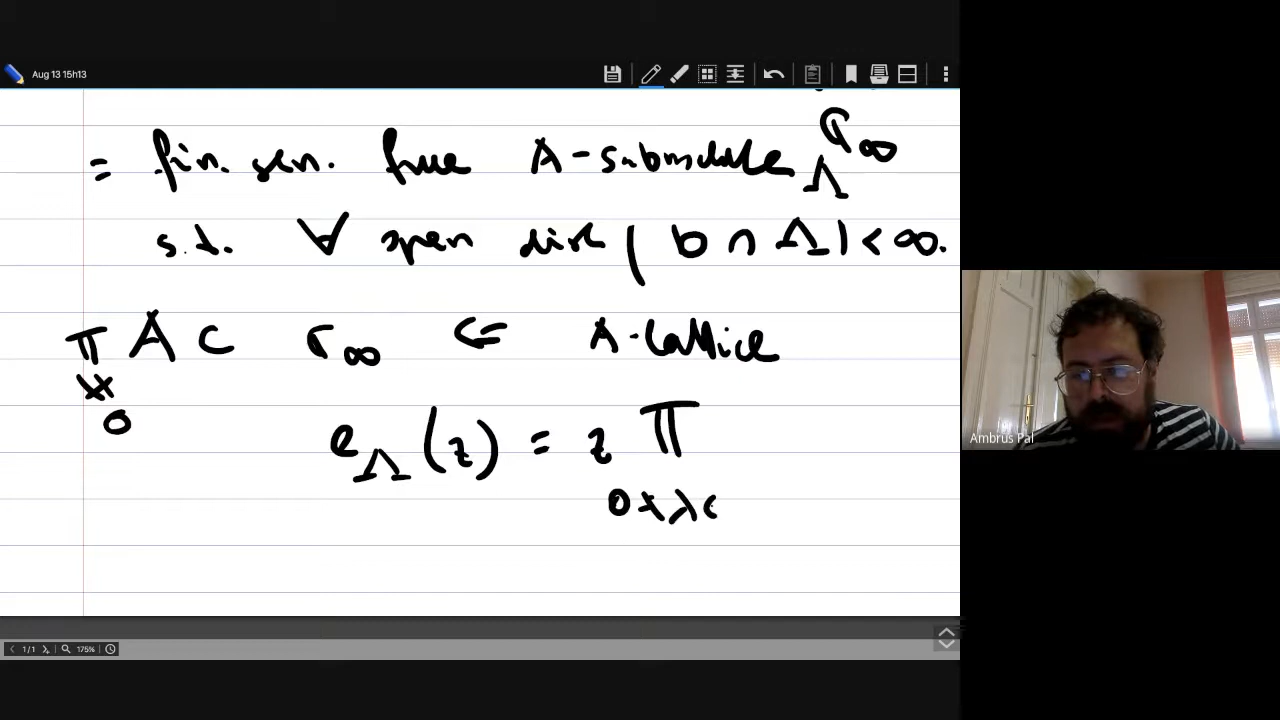 Aug 13 15h13
= fin. gen. free A-submodule Λ ⊂ C∞
s.t. ∀ open disk | D ∩ Λ | < ∞.
π A ⊂ C∞ ⇐ A-lattice
≠
0
e_Λ(z) = z ∏
0≠λ∈
Ambrus Pal
1/1
175%